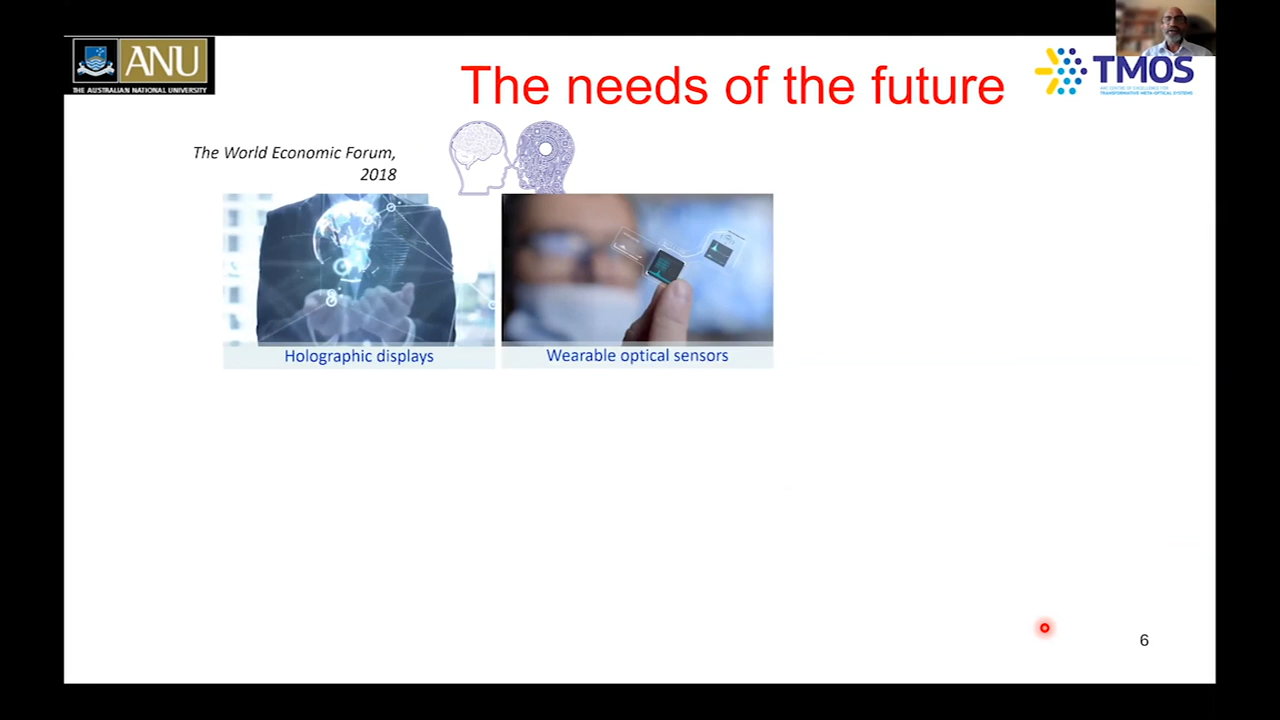 ANU
THE AUSTRALIAN NATIONAL UNIVERSITY
The needs of the future
TMOS
ARC CENTRE OF EXCELLENCE FOR
TRANSFORMATIVE META-OPTICAL SYSTEMS
The World Economic Forum,
2018
Holographic displays
Wearable optical sensors
6